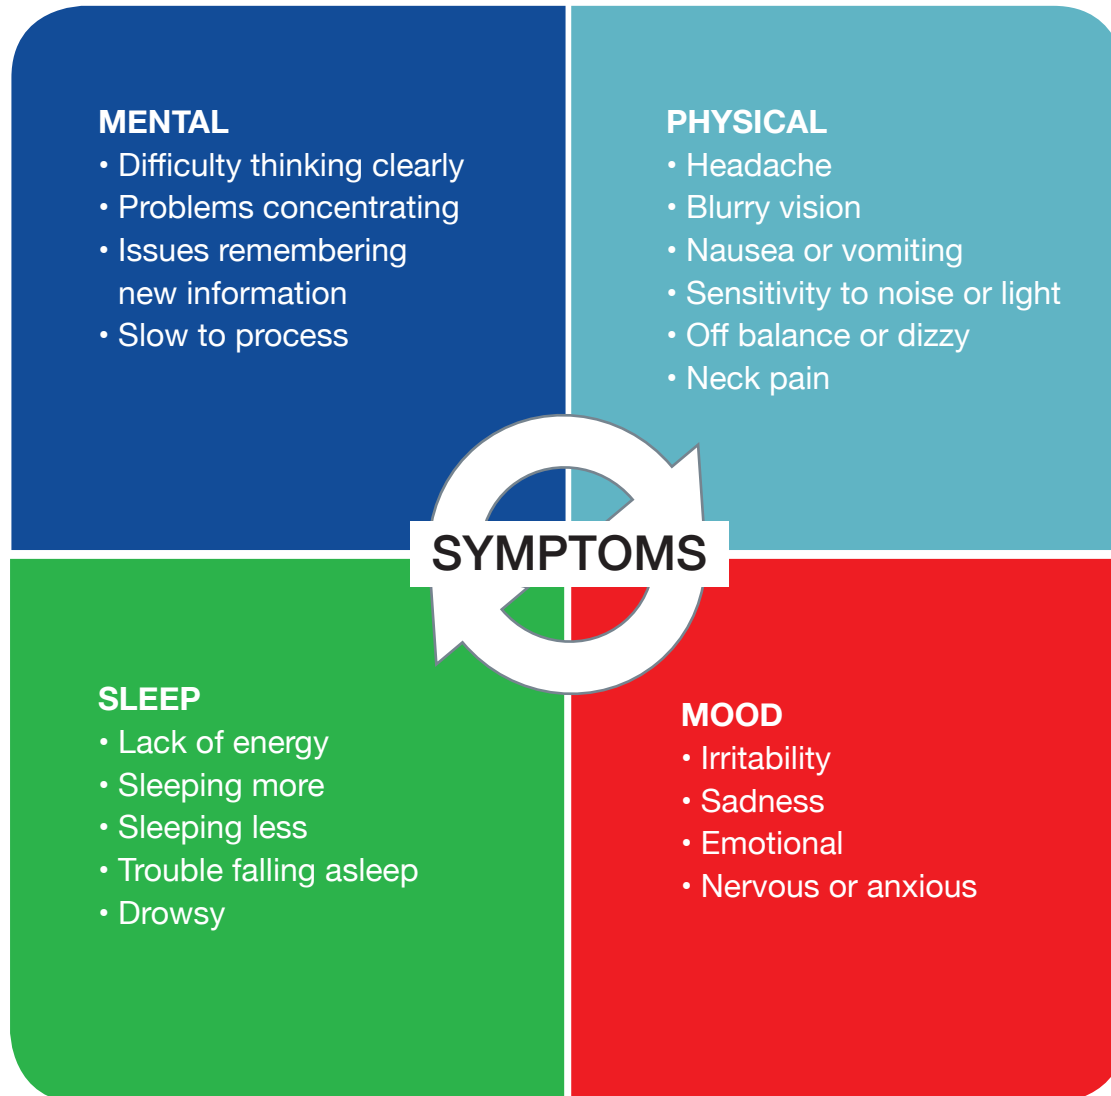 MENTAL
• Difficulty thinking clearly
• Problems concentrating
• Issues remembering
new information
• Slow to process
PHYSICAL
• Headache
• Blurry vision
• Nausea or vomiting
• Sensitivity to noise or light
• Off balance or dizzy
• Neck pain
SYMPTOMS
SLEEP
• Lack of energy
• Sleeping more
• Sleeping less
• Trouble falling asleep
• Drowsy
MOOD
• Irritability
• Sadness
• Emotional
• Nervous or anxious